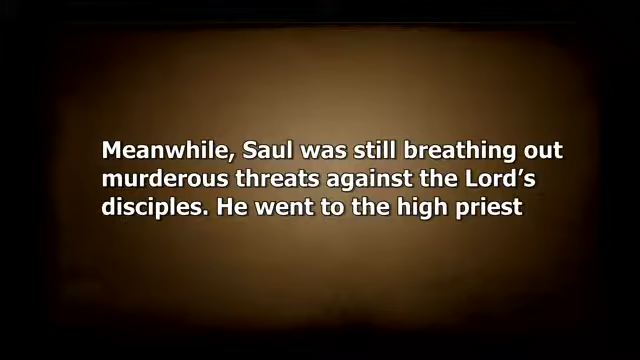 Meanwhile, Saul was still breathing out
murderous threats against the Lord’s
disciples. He went to the high priest